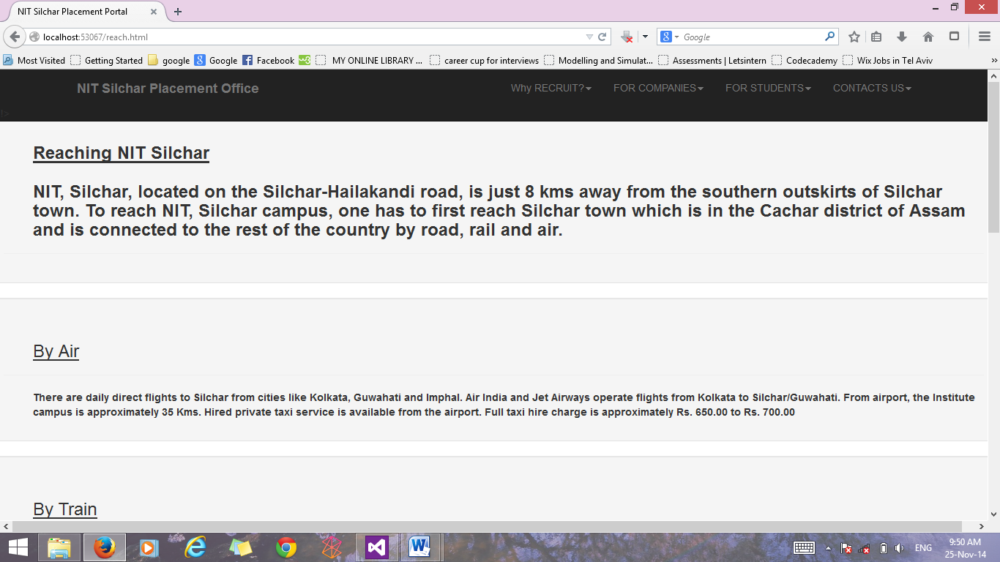 NIT Silchar Placement Portal
localhost:53067/reach.html
Google
Most Visited Getting Started google Google Facebook MY ONLINE LIBRARY ... career cup for interviews Modelling and Simulat... Assessments | Letsintern Codecademy Wix Jobs in Tel Aviv »
NIT Silchar Placement Office Why RECRUIT? FOR COMPANIES FOR STUDENTS CONTACTS US
Reaching NIT Silchar
NIT, Silchar, located on the Silchar-Hailakandi road, is just 8 kms away from the southern outskirts of Silchar
town. To reach NIT, Silchar campus, one has to first reach Silchar town which is in the Cachar district of Assam
and is connected to the rest of the country by road, rail and air.
By Air
There are daily direct flights to Silchar from cities like Kolkata, Guwahati and Imphal. Air India and Jet Airways operate flights from Kolkata to Silchar/Guwahati. From airport, the Institute
campus is approximately 35 Kms. Hired private taxi service is available from the airport. Full taxi hire charge is approximately Rs. 650.00 to Rs. 700.00
By Train
ENG
9:50 AM
25-Nov-14